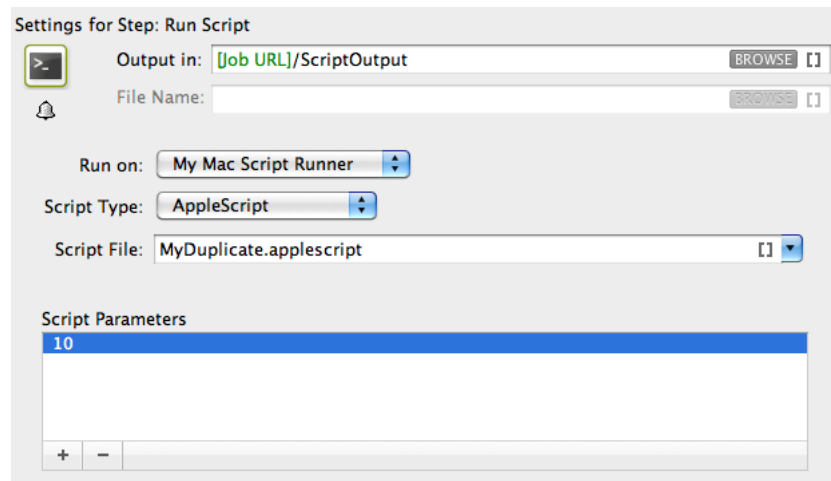 Settings for Step: Run Script
Output in: [Job URL]/ScriptOutput BROWSE []
File Name: BROWSE []
Run on: My Mac Script Runner
Script Type: AppleScript
Script File: MyDuplicate.applescript []
Script Parameters
10
+ −